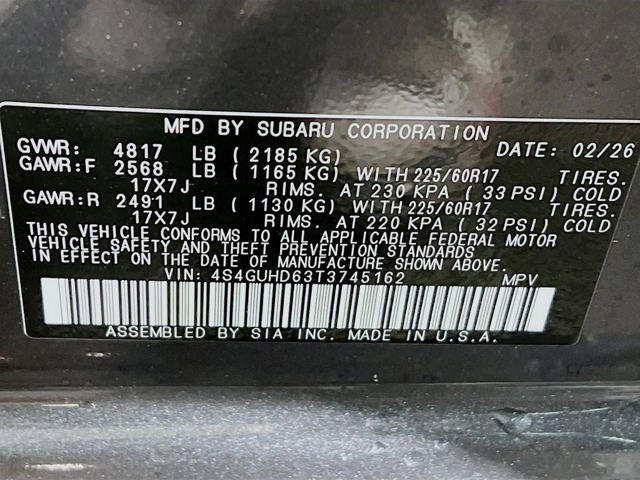 MFD BY SUBARU CORPORATION DATE: 02/26
GVWR: 4817 LB ( 2185 KG)
GAWR:F 2568 LB ( 1165 KG) WITH 225/60R17 TIRES.
17X7J RIMS. AT 230 KPA ( 33 PSI) COLD
GAWR:R 2491 LB ( 1130 KG) WITH 225/60R17 TIRES.
17X7J RIMS. AT 220 KPA ( 32 PSI) COLD
THIS VEHICLE CONFORMS TO ALL APPLICABLE FEDERAL MOTOR
VEHICLE SAFETY, BUMPER, AND THEFT PREVENTION STANDARDS
IN EFFECT ON THE DATE OF MANUFACTURE SHOWN ABOVE.
VIN: 4S4GUHD63T3745162 MPV
ASSEMBLED BY SIA INC. MADE IN U.S.A.